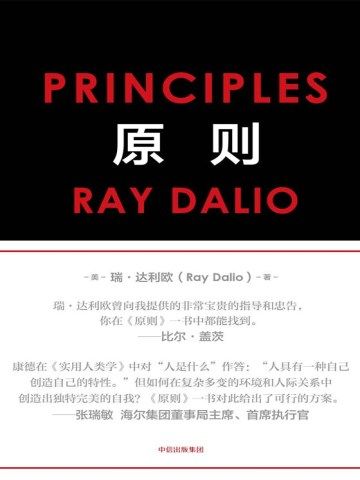 PRINCIPLES
原则
RAY DALIO
-美- 瑞·达利欧（Ray Dalio）-著-
瑞·达利欧曾向我提供的非常宝贵的指导和忠告，
你在《原则》一书中都能找到。
——比尔·盖茨
康德在《实用人类学》中对“人是什么”作答：“人具有一种自己
创造自己的特性。”但如何在复杂多变的环境和人际关系中
创造出独特完美的自我？《原则》一书对此给出了可行的方案。
——张瑞敏 海尔集团董事局主席、首席执行官
中信出版集团